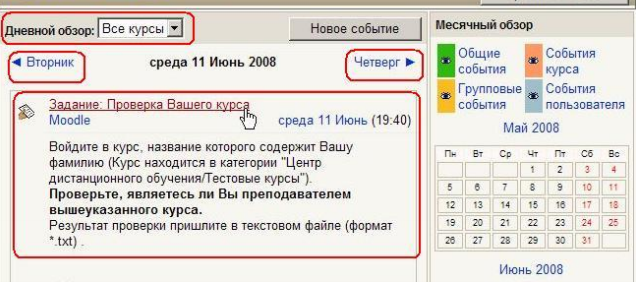 Дневной обзор: Все курсы
Новое событие
Вторник
среда 11 Июнь 2008
Четверг
Задание: Проверка Вашего курса
Moodle
среда 11 Июнь (19:40)
Войдите в курс, название которого содержит Вашу
фамилию (Курс находится в категории "Центр
дистанционного обучения/Тестовые курсы").
Проверьте, являетесь ли Вы преподавателем
вышеуказанного курса.
Результат проверки пришлите в текстовом файле (формат
*.txt) .
Месячный обзор
Общие
события
События
курса
Групповые
события
События
пользователя
Май 2008
Пн Вт Ср Чт Пт Сб Вс
1 2 3 4
5 6 7 8 9 10 11
12 13 14 15 16 17 18
19 20 21 22 23 24 25
26 27 28 29 30 31
Июнь 2008